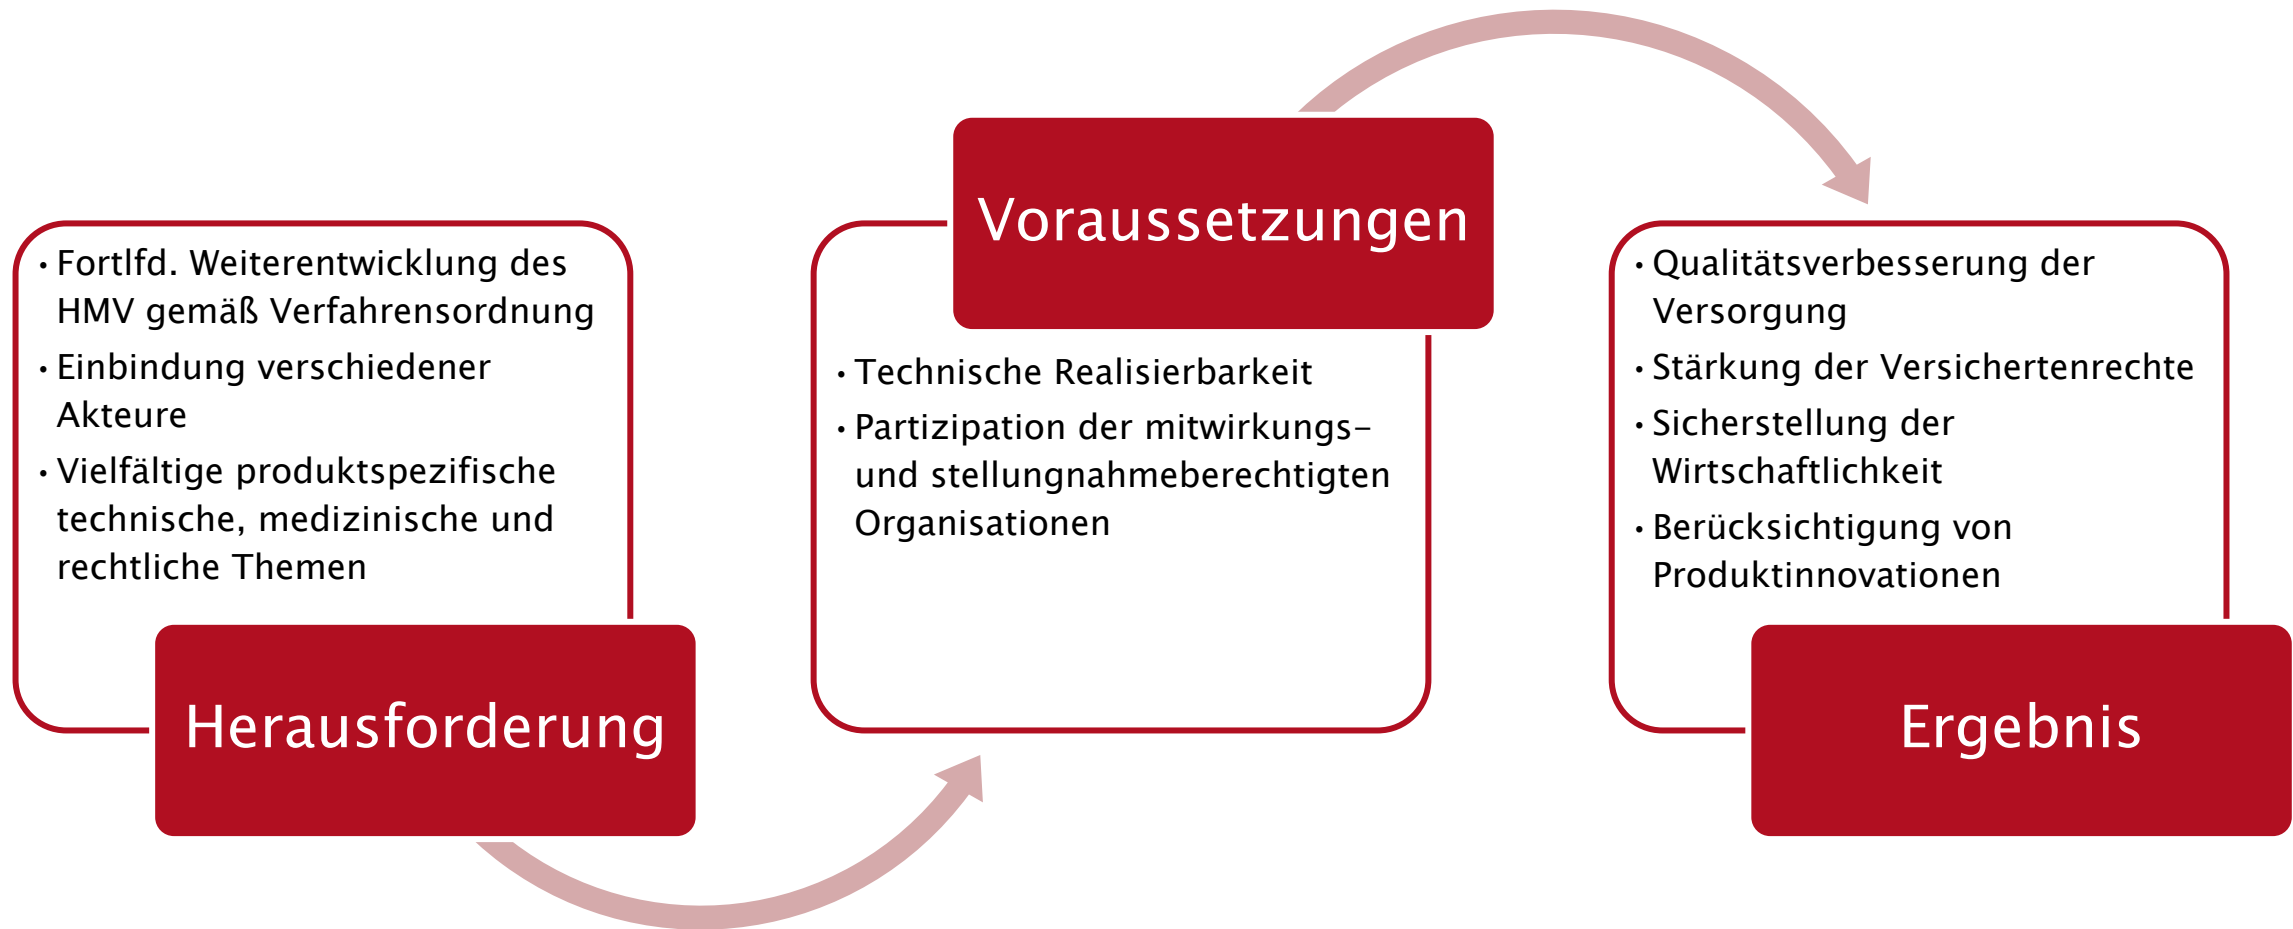 • Fortlfd. Weiterentwicklung des
HMV gemäß Verfahrensordnung
• Einbindung verschiedener
Akteure
• Vielfältige produktspezifische
technische, medizinische und
rechtliche Themen
Herausforderung
Voraussetzungen
• Technische Realisierbarkeit
• Partizipation der mitwirkungs-
und stellungnahmeberechtigten
Organisationen
• Qualitätsverbesserung der
Versorgung
• Stärkung der Versichertenrechte
• Sicherstellung der
Wirtschaftlichkeit
• Berücksichtigung von
Produktinnovationen
Ergebnis